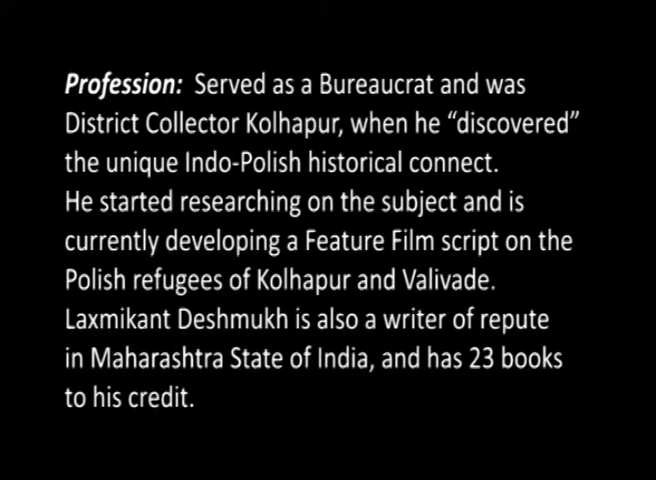 Profession: Served as a Bureaucrat and was
District Collector Kolhapur, when he “discovered”
the unique Indo-Polish historical connect.
He started researching on the subject and is
currently developing a Feature Film script on the
Polish refugees of Kolhapur and Valivade.
Laxmikant Deshmukh is also a writer of repute
in Maharashtra State of India, and has 23 books
to his credit.